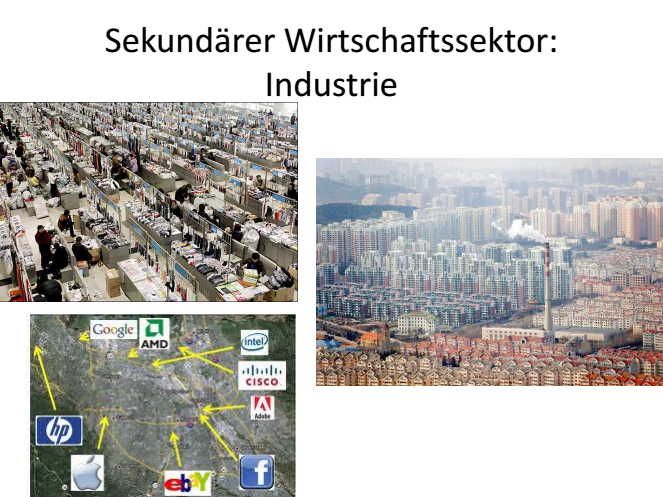 Sekundärer Wirtschaftssektor:
Industrie
Google
AMD
intel
CISCO
Adobe
hp
ebY
f